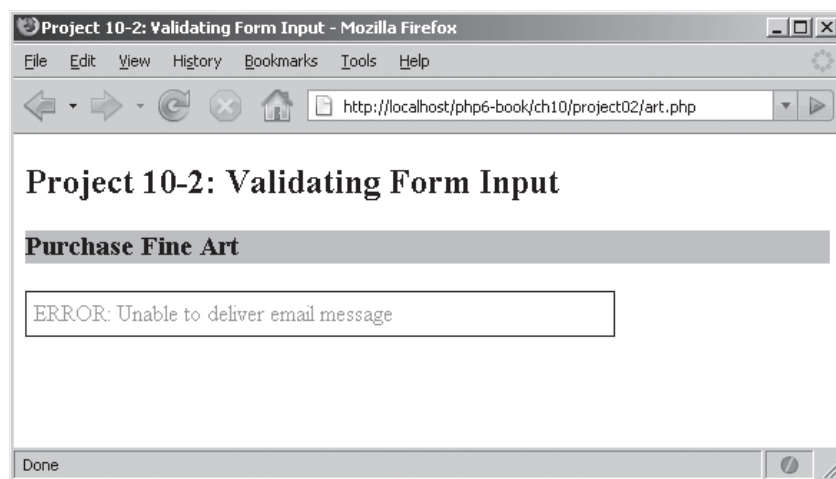 Project 10-2: Validating Form Input - Mozilla Firefox
File Edit View History Bookmarks Tools Help
http://localhost/php6-book/ch10/project02/art.php
Project 10-2: Validating Form Input
Purchase Fine Art
ERROR: Unable to deliver email message
Done